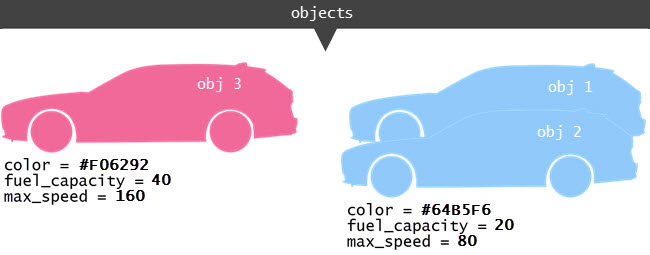 objects
obj 3
color = #F06292
fuel_capacity = 40
max_speed = 160
obj 1
obj 2
color = #64B5F6
fuel_capacity = 20
max_speed = 80